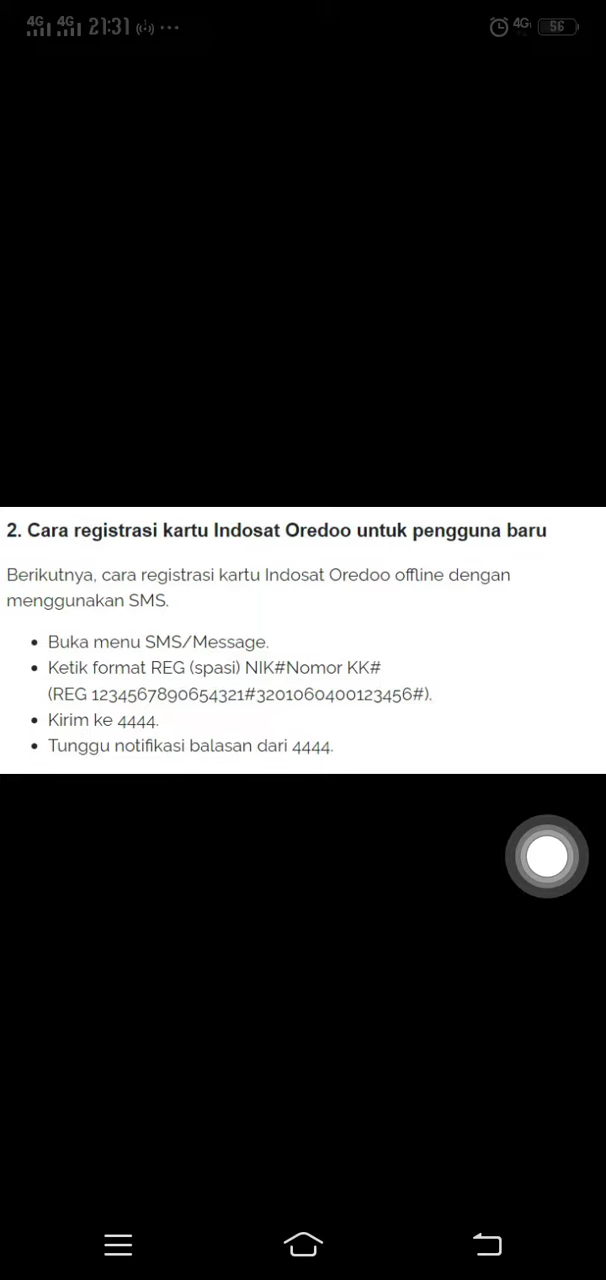 4G 4G 21:31 ... 4G 56
2. Cara registrasi kartu Indosat Oredoo untuk pengguna baru
Berikutnya, cara registrasi kartu Indosat Oredoo offline dengan
menggunakan SMS.
• Buka menu SMS/Message.
• Ketik format REG (spasi) NIK#Nomor KK#
(REG 1234567890654321#3201060400123456#).
• Kirim ke 4444.
• Tunggu notifikasi balasan dari 4444.